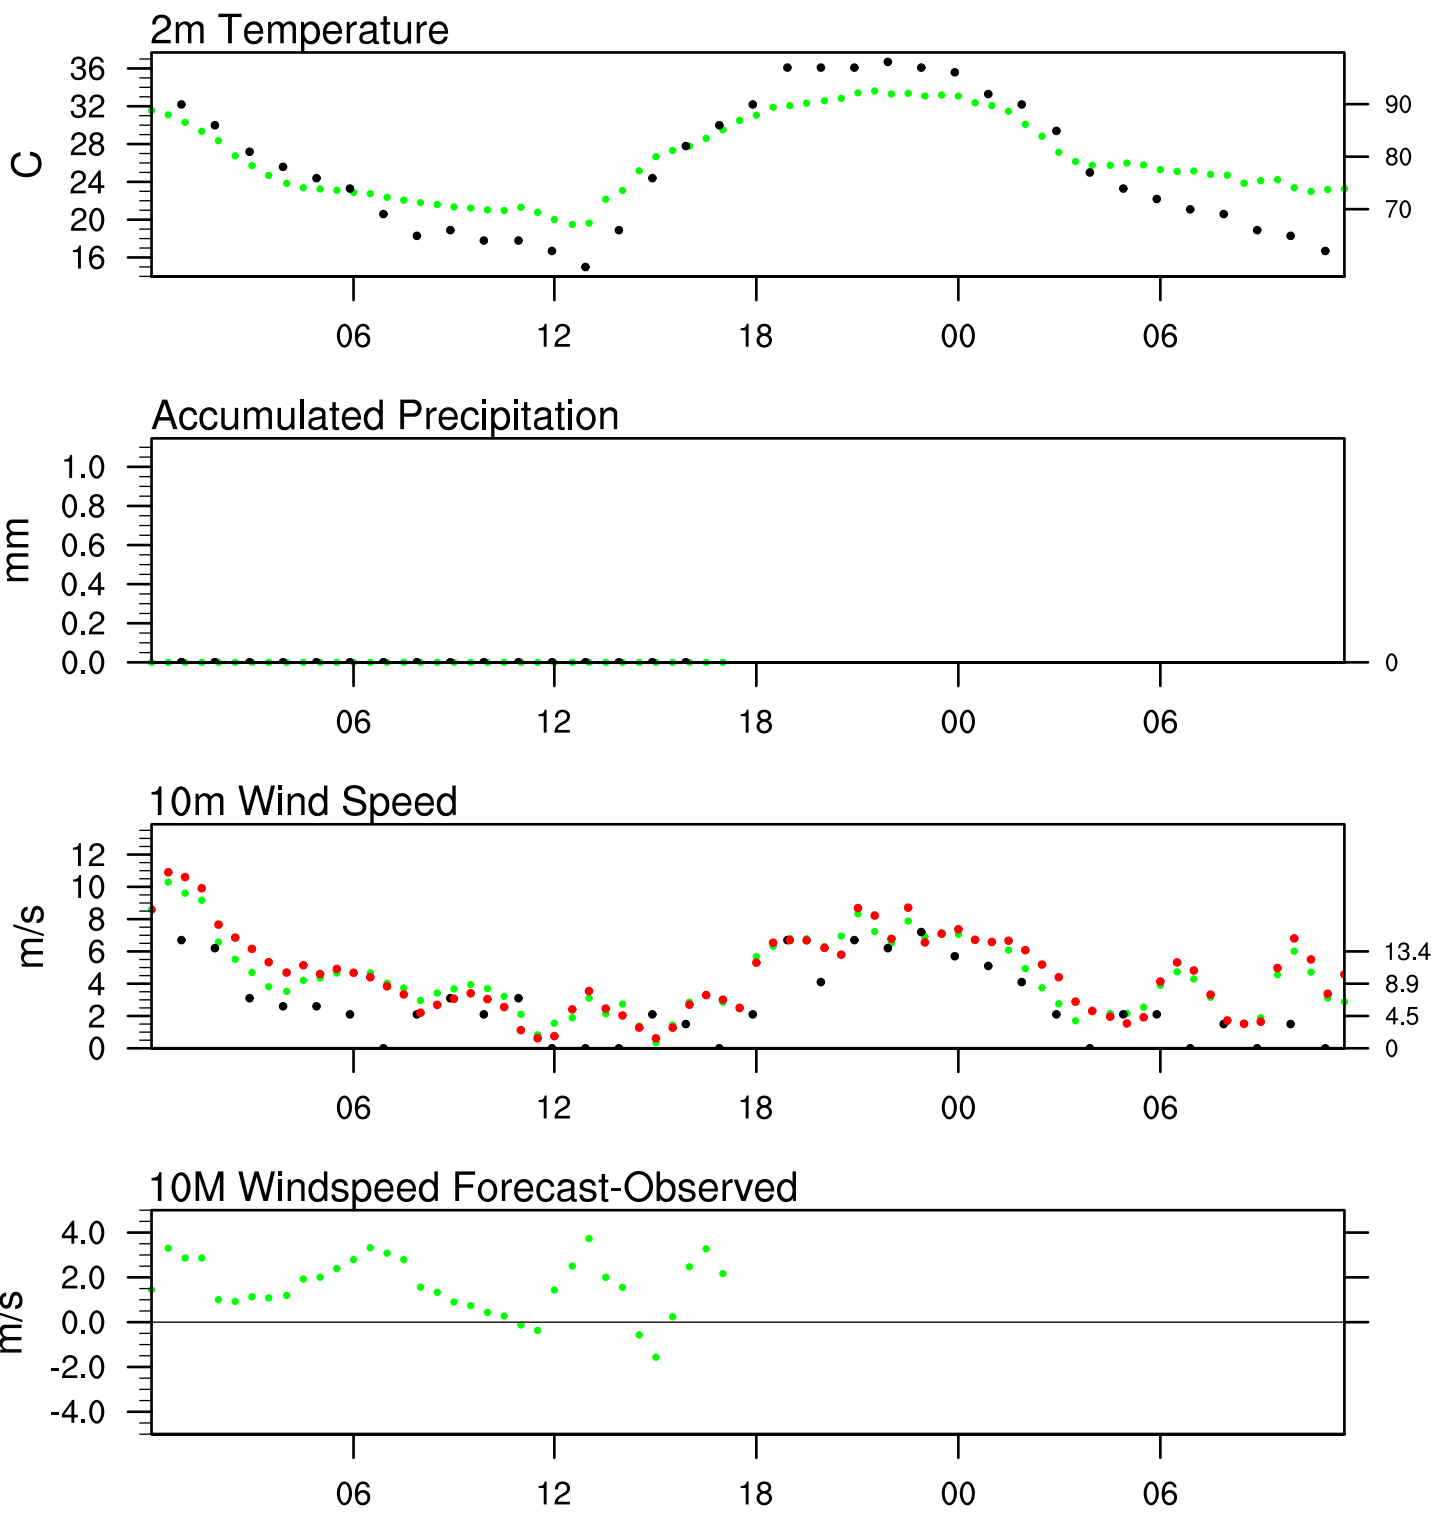 2m Temperature
36
32
28
24
20
16
C
90
80
70
06 12 18 00 06
Accumulated Precipitation
1.0
0.8
0.6
0.4
0.2
0.0
mm
0
06 12 18 00 06
10m Wind Speed
12
10
8
6
4
2
0
m/s
13.4
8.9
4.5
0
06 12 18 00 06
10M Windspeed Forecast-Observed
4.0
2.0
0.0
-2.0
-4.0
m/s
06 12 18 00 06